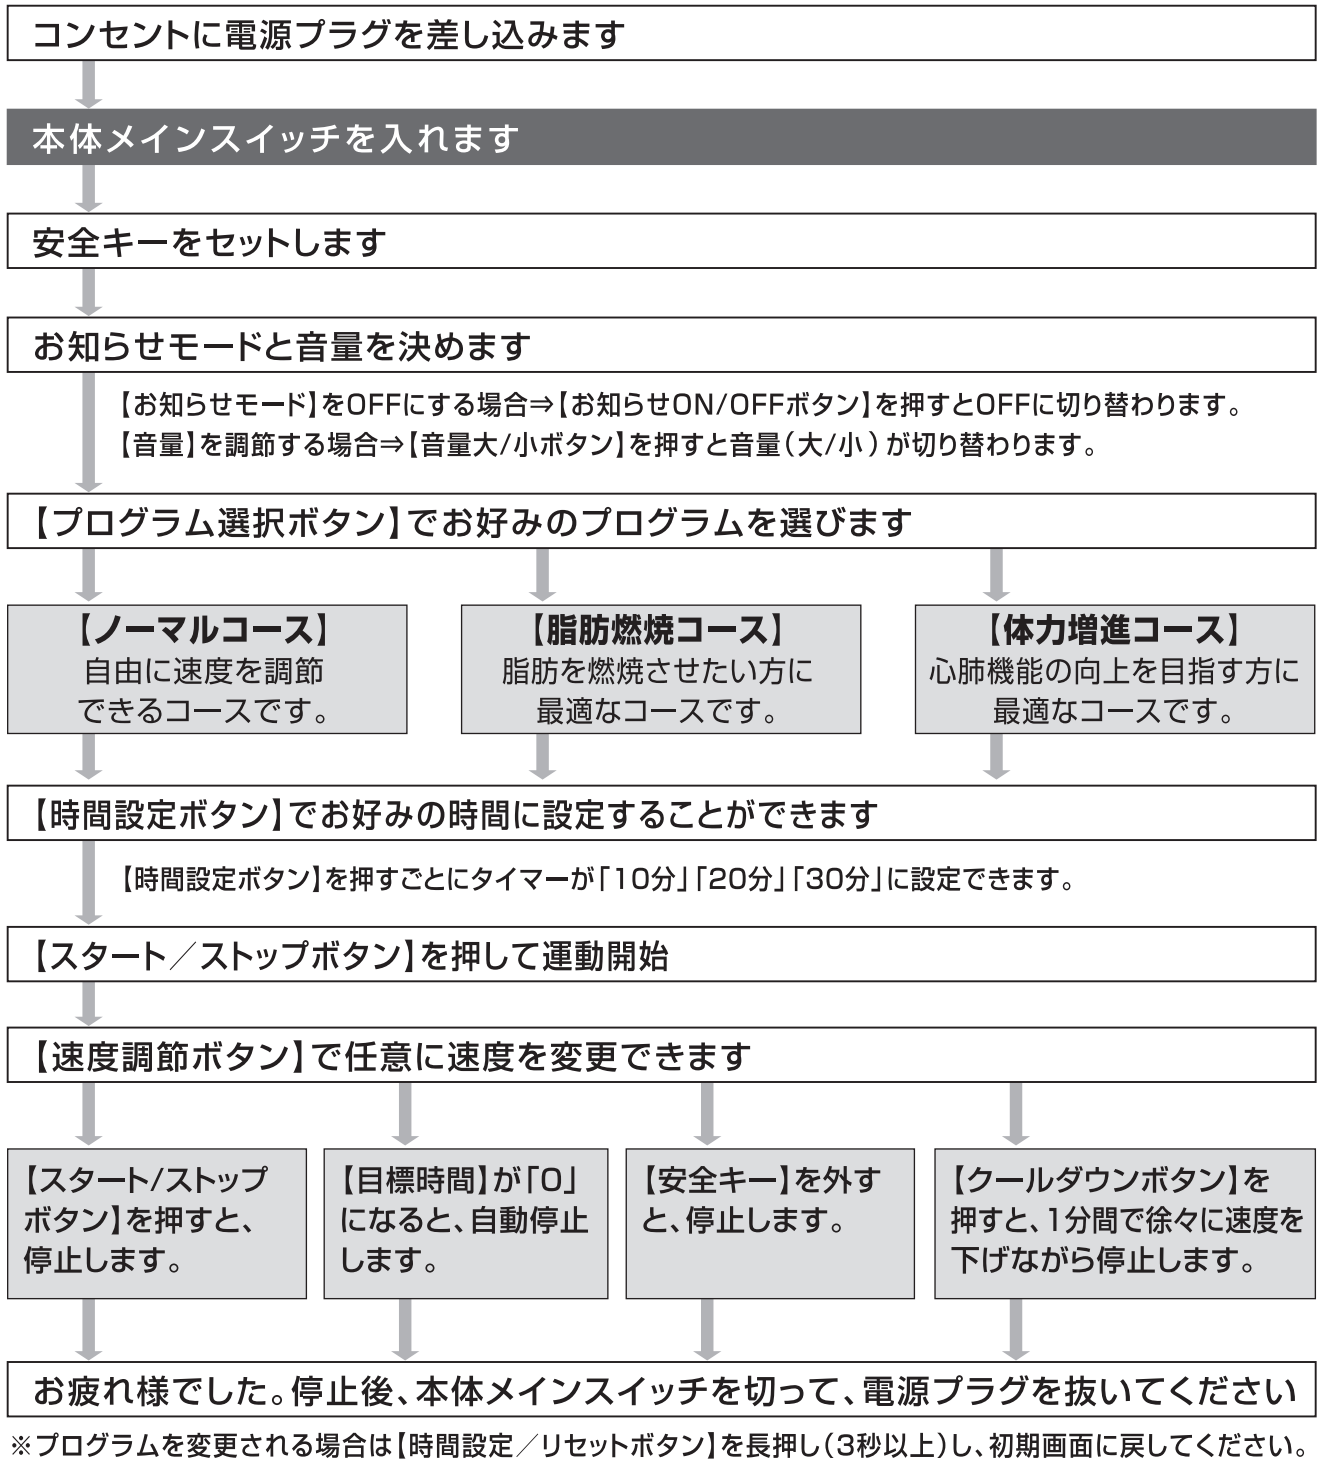 コンセントに電源プラグを差し込みます
本体メインスイッチを入れます
安全キーをセットします
お知らせモードと音量を決めます
【お知らせモード】をOFFにする場合⇒【お知らせON/OFFボタン】を押すとOFFに切り替わります。
【音量】を調節する場合⇒【音量大/小ボタン】を押すと音量(大/小)が切り替わります。
【プログラム選択ボタン】でお好みのプログラムを選びます
【ノーマルコース】
自由に速度を調節
できるコースです。
【脂肪燃焼コース】
脂肪を燃焼させたい方に
最適なコースです。
【体力増進コース】
心肺機能の向上を目指す方に
最適なコースです。
【時間設定ボタン】でお好みの時間に設定することができます
【時間設定ボタン】を押すごとにタイマーが「10分」「20分」「30分」に設定できます。
【スタート/ストップボタン】を押して運動開始
【速度調節ボタン】で任意に速度を変更できます
【スタート/ストップ
ボタン】を押すと、
停止します。
【目標時間】が「0」
になると、自動停止
します。
【安全キー】を外す
と、停止します。
【クールダウンボタン】を
押すと、1分間で徐々に速度を
下げながら停止します。
お疲れ様でした。停止後、本体メインスイッチを切って、電源プラグを抜いてください
※プログラムを変更される場合は【時間設定/リセットボタン】を長押し(3秒以上)し、初期画面に戻してください。